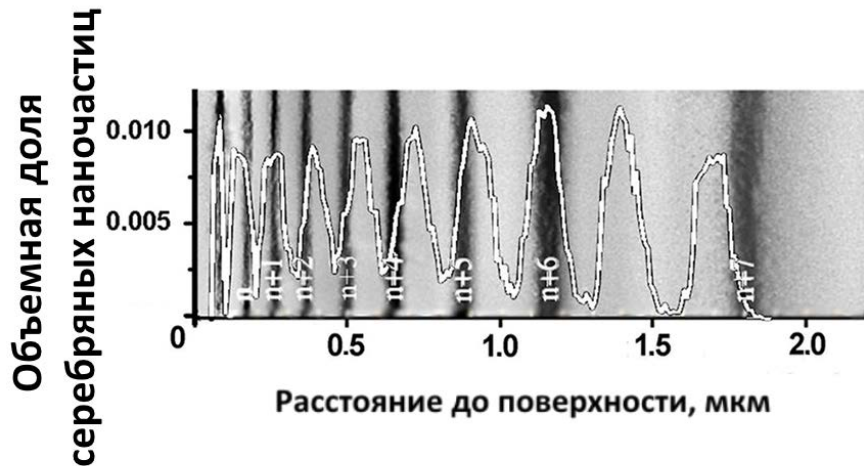 Объемная доля
серебряных наночастиц
0.010
0.005
0
n
n+1
n+2
n+3
n+4
n+5
n+6
n+7
0.5
1.0
1.5
2.0
Расстояние до поверхности, мкм